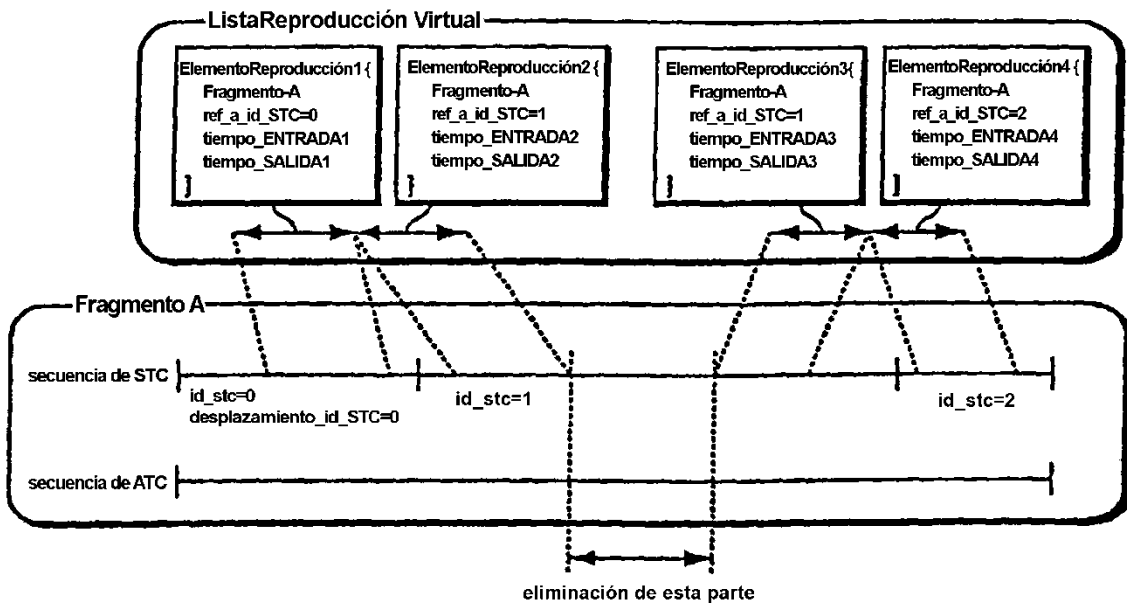 ListaReproducción Virtual
ElementoReproducción1 {
Fragmento-A
ref_a_id_STC=0
tiempo_ENTRADA1
tiempo_SALIDA1
}
ElementoReproducción2 {
Fragmento-A
ref_a_id_STC=1
tiempo_ENTRADA2
tiempo_SALIDA2
}
ElementoReproducción3{
Fragmento-A
ref_a_id_STC=1
tiempo_ENTRADA3
tiempo_SALIDA3
}
ElementoReproducción4 {
Fragmento-A
ref_a_id_STC=2
tiempo_ENTRADA4
tiempo_SALIDA4
}
Fragmento A
secuencia de STC
id_stc=0
desplazamiento_id_STC=0
id_stc=1
id_stc=2
secuencia de ATC
eliminación de esta parte